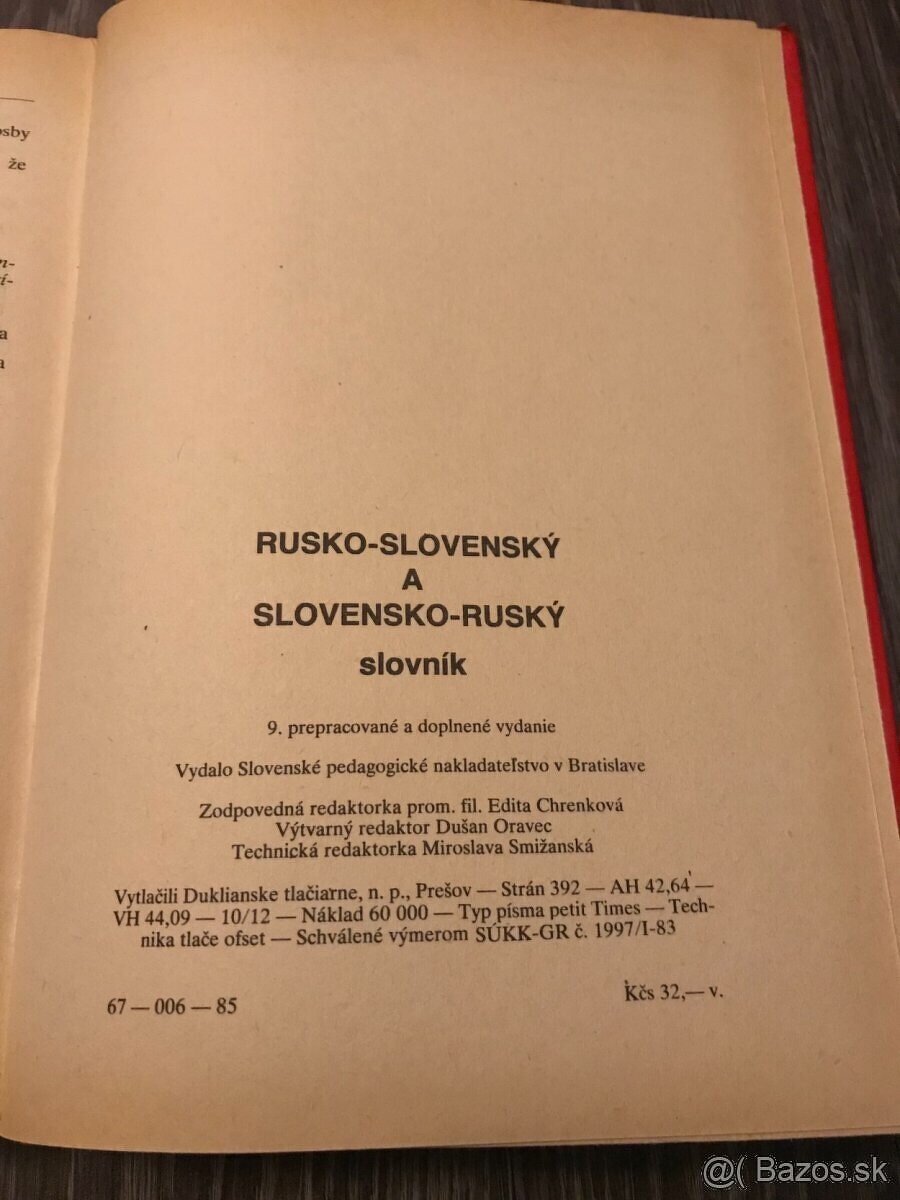 osby
že
n-
í-
a
a
RUSKO-SLOVENSKÝ
A
SLOVENSKO-RUSKÝ
slovník
9. prepracované a doplnené vydanie
Vydalo Slovenské pedagogické nakladateľstvo v Bratislave
Zodpovedná redaktorka prom. fil. Edita Chrenková
Výtvarný redaktor Dušan Oravec
Technická redaktorka Miroslava Smižanská
Vytlačili Duklianske tlačiarne, n. p., Prešov — Strán 392 — AH 42,64 —
VH 44,09 — 10/12 — Náklad 60 000 — Typ písma petit Times — Tech-
nika tlače ofset — Schválené výmerom SÚKK-GR č. 1997/I-83
67 — 006 — 85
Kčs 32,— v.
@( Bazos.sk